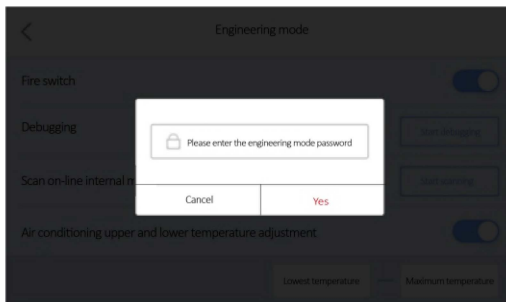 Engineering mode
Fire switch
Debugging
Start debugging
Please enter the engineering mode password
Scan on-line internal
Start scanning
Cancel
Yes
Air conditioning upper and lower temperature adjustment
Lowest temperature
Maximum temperature